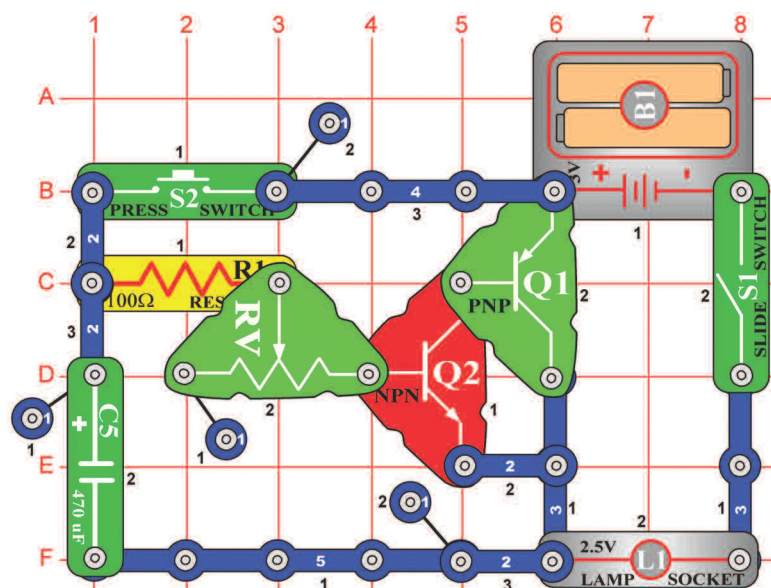 1 2 3 4 5 6 7 8
A
B1
1
1
2
3V + -
B
PRESS S2 SWITCH
4
3
1
2 2
1
C
100Ω
R1
RES
PNP
Q1
2
2
S1
SLIDE SWITCH
3 2
RV
D
2
NPN
Q2
1
C5
+
470 uF
1
1
2
1
1
E
2
2
2
1
3
1
2
1
3
F
5
1
2
3
2.5V
L1
LAMP SOCKET